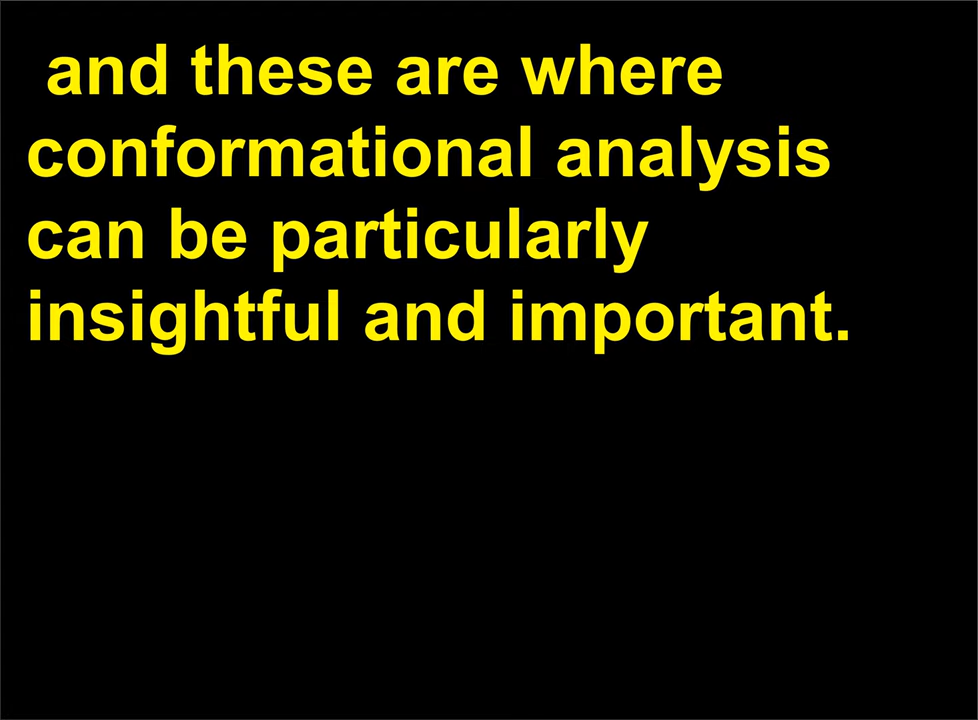 and these are where
conformational analysis
can be particularly
insightful and important.